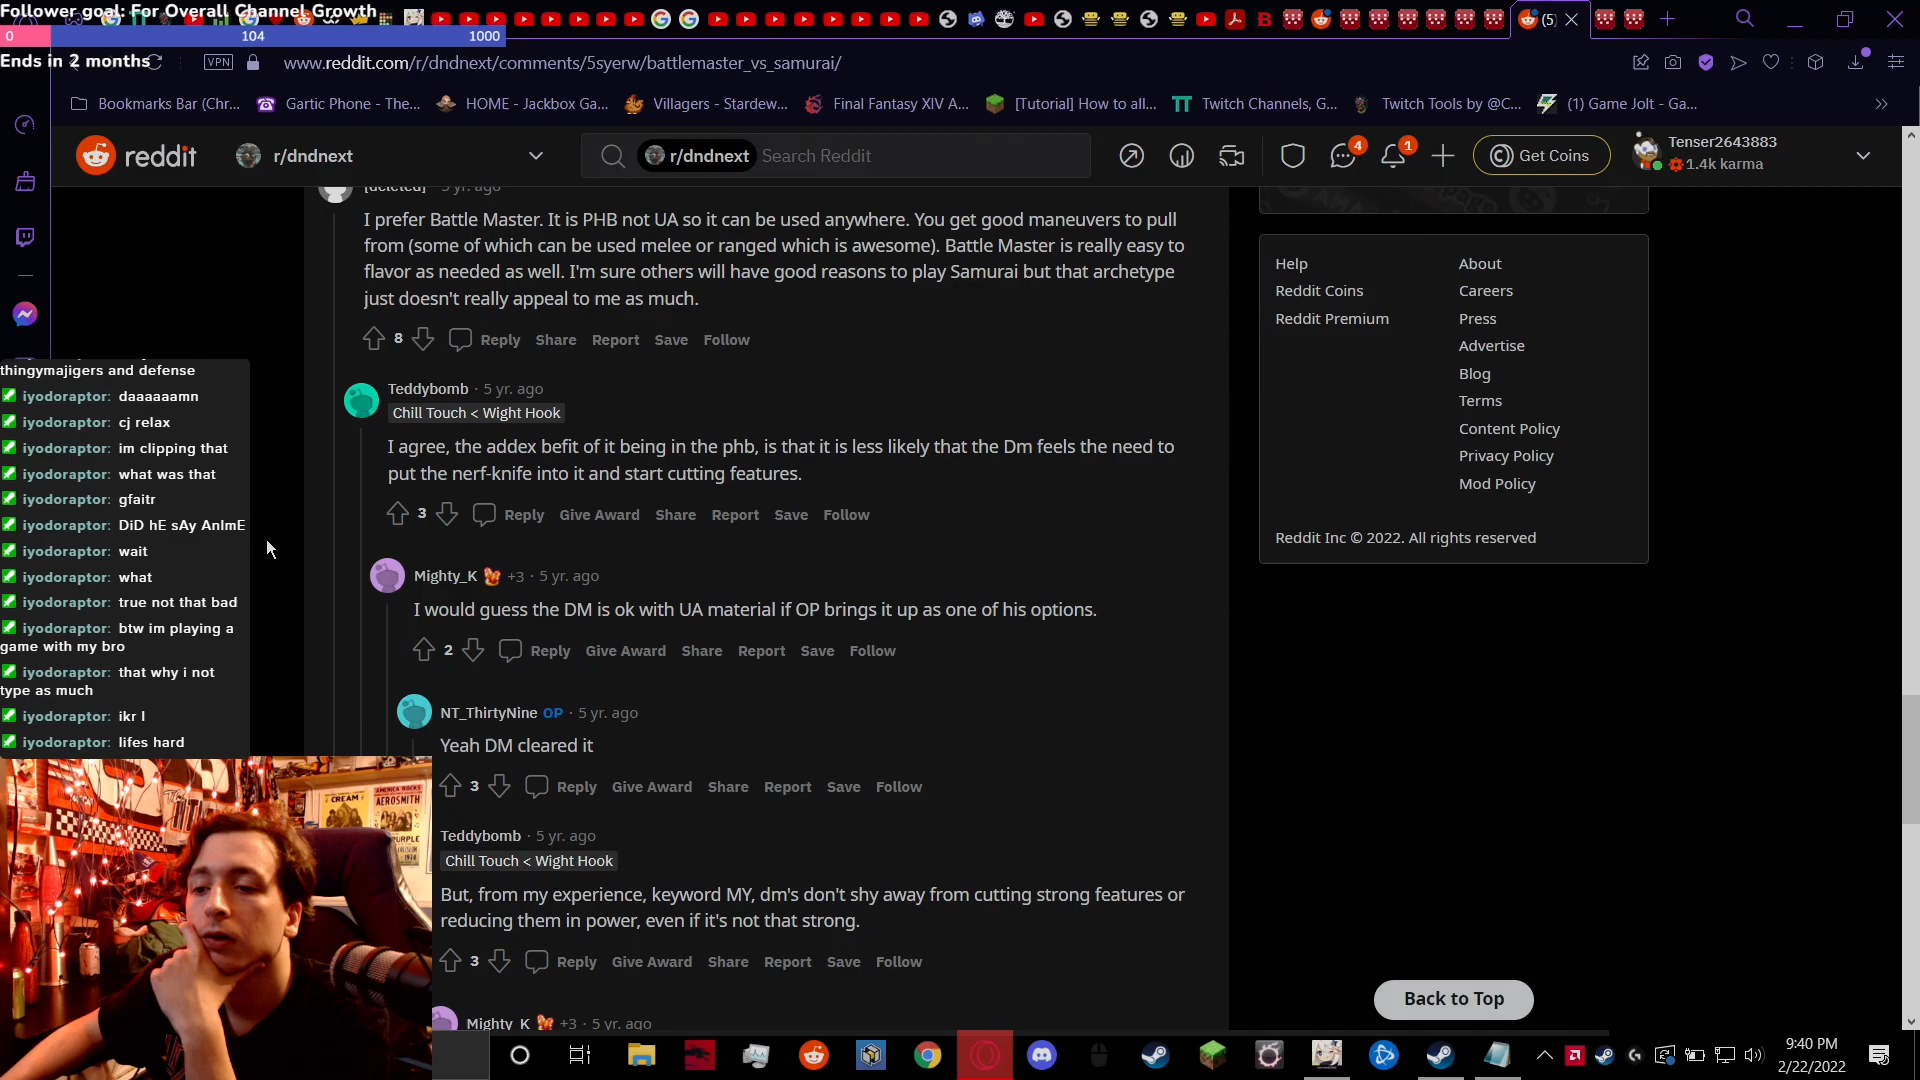 Follower goal: For Overall Channel Growth
0 104 1000
Ends in 2 months
(5)
VPN www.reddit.com/r/dndnext/comments/5syerw/battlemaster_vs_samurai/
Bookmarks Bar (Chr... Gartic Phone - The... HOME - Jackbox Ga... Villagers - Stardew... Final Fantasy XIV A... [Tutorial] How to all... Twitch Channels, G... Twitch Tools by @C... (1) Game Jolt - Ga...
reddit r/dndnext r/dndnext Search Reddit 4 1 Get Coins Tenser2643883
1.4k karma
[deleted] · 5 yr. ago
I prefer Battle Master. It is PHB not UA so it can be used anywhere. You get good maneuvers to pull
from (some of which can be used melee or ranged which is awesome). Battle Master is really easy to
flavor as needed as well. I'm sure others will have good reasons to play Samurai but that archetype
just doesn't really appeal to me as much.
8 Reply Share Report Save Follow
Teddybomb · 5 yr. ago
Chill Touch < Wight Hook
I agree, the addex befit of it being in the phb, is that it is less likely that the Dm feels the need to
put the nerf-knife into it and start cutting features.
3 Reply Give Award Share Report Save Follow
Mighty_K +3 · 5 yr. ago
I would guess the DM is ok with UA material if OP brings it up as one of his options.
2 Reply Give Award Share Report Save Follow
NT_ThirtyNine OP · 5 yr. ago
Yeah DM cleared it
3 Reply Give Award Share Report Save Follow
Teddybomb · 5 yr. ago
Chill Touch < Wight Hook
But, from my experience, keyword MY, dm's don't shy away from cutting strong features or
reducing them in power, even if it's not that strong.
3 Reply Give Award Share Report Save Follow
Mighty_K +3 · 5 yr. ago
Help About
Reddit Coins Careers
Reddit Premium Press
Advertise
Blog
Terms
Content Policy
Privacy Policy
Mod Policy
Reddit Inc © 2022. All rights reserved
Back to Top
thingymajigers and defense
iyodoraptor: daaaaaamn
iyodoraptor: cj relax
iyodoraptor: im clipping that
iyodoraptor: what was that
iyodoraptor: gfaitr
iyodoraptor: DiD hE sAy AnImE
iyodoraptor: wait
iyodoraptor: what
iyodoraptor: true not that bad
iyodoraptor: btw im playing a
game with my bro
iyodoraptor: that why i not
type as much
iyodoraptor: ikr l
iyodoraptor: lifes hard
CREAM
AMERICA ROCKS
AEROSMITH
PURPLE
9:40 PM
2/22/2022